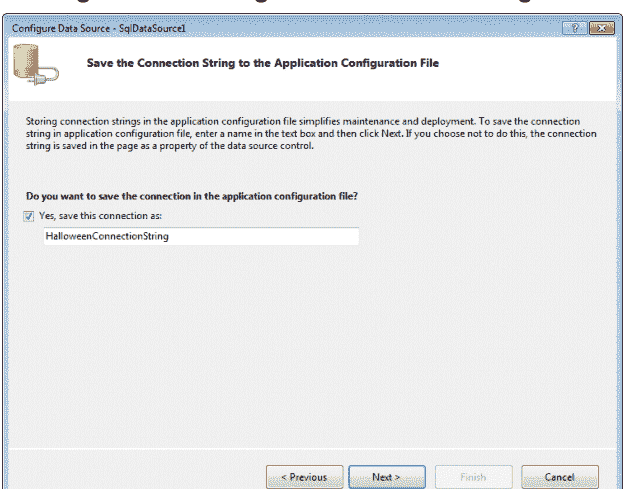 Configure Data Source - SqlDataSource1
Save the Connection String to the Application Configuration File
Storing connection strings in the application configuration file simplifies maintenance and deployment. To save the connection
string in application configuration file, enter a name in the text box and then click Next. If you choose not to do this, the connection
string is saved in the page as a property of the data source control.
Do you want to save the connection in the application configuration file?
Yes, save this connection as:
HalloweenConnectionString
< Previous Next > Finish Cancel